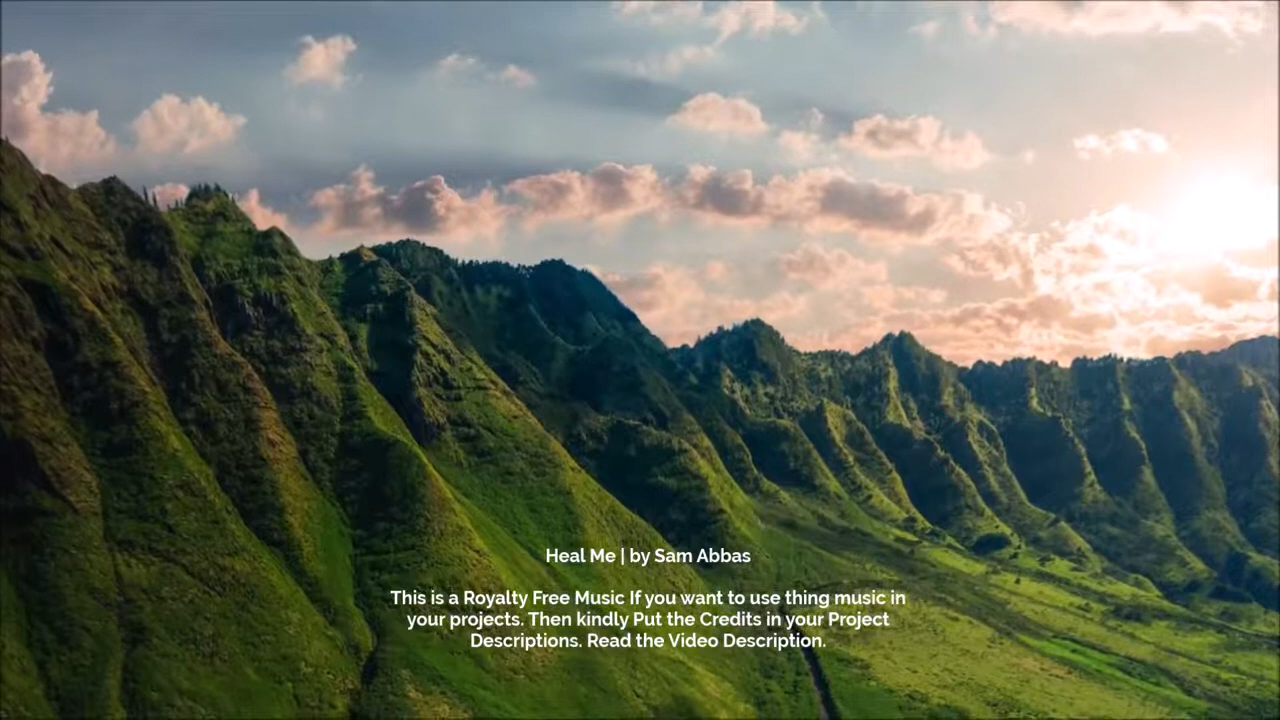 Heal Me | by Sam Abbas
This is a Royalty Free Music If you want to use thing music in
your projects. Then kindly Put the Credits in your Project
Descriptions. Read the Video Description.